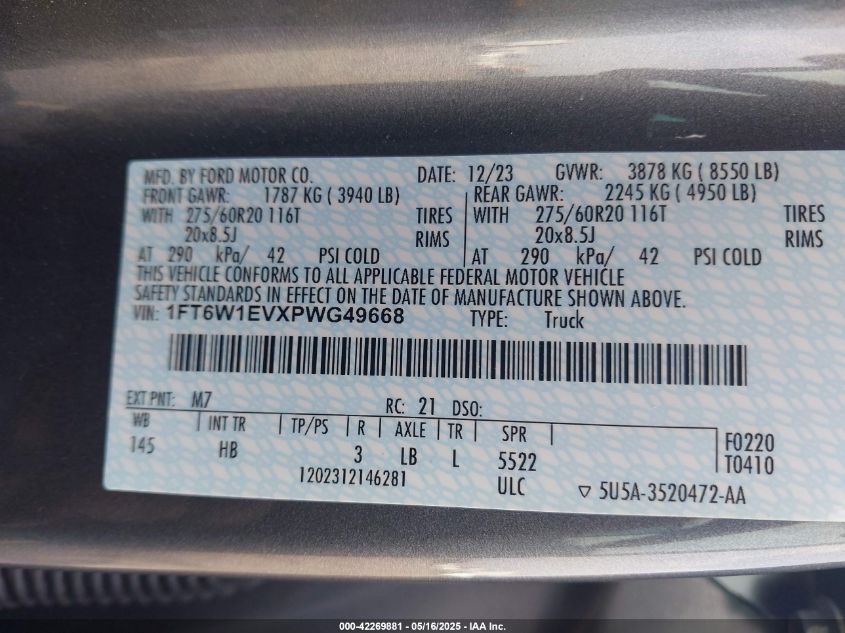 MFD. BY FORD MOTOR CO. DATE: 12/23 GVWR: 3878 KG ( 8550 LB)
FRONT GAWR: 1787 KG ( 3940 LB) REAR GAWR: 2245 KG ( 4950 LB)
WITH 275/60R20 116T TIRES WITH 275/60R20 116T TIRES
20x8.5J RIMS 20x8.5J RIMS
AT 290 kPa/ 42 PSI COLD AT 290 kPa/ 42 PSI COLD
THIS VEHICLE CONFORMS TO ALL APPLICABLE FEDERAL MOTOR VEHICLE
SAFETY STANDARDS IN EFFECT ON THE DATE OF MANUFACTURE SHOWN ABOVE.
VIN: 1FT6W1EVXPWG49668 TYPE: Truck
EXT PNT: M7 RC: 21 DSO:
WB INT TR TP/PS R AXLE TR SPR F0220
145 HB 3 LB L 5522 T0410
1202312146281 ULC ▽ 5U5A-3520472-AA
000-42269881 - 05/16/2025 - IAA Inc.